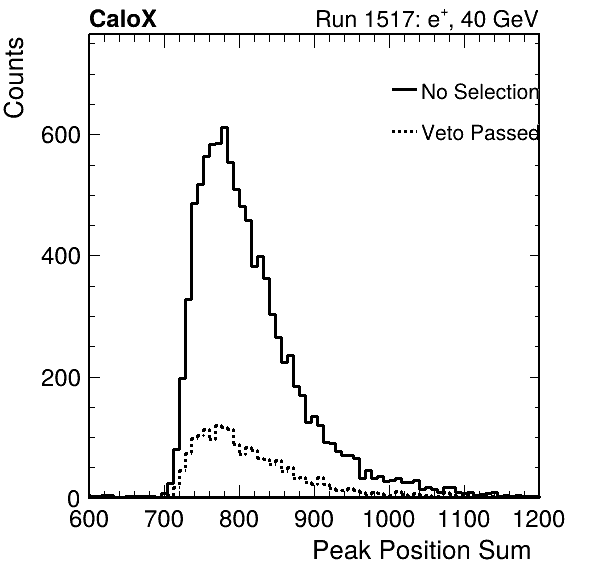 CaloX Run 1517: e⁺, 40 GeV
Counts
No Selection
Veto Passed
600
400
200
0
600 700 800 900 1000 1100 1200
Peak Position Sum